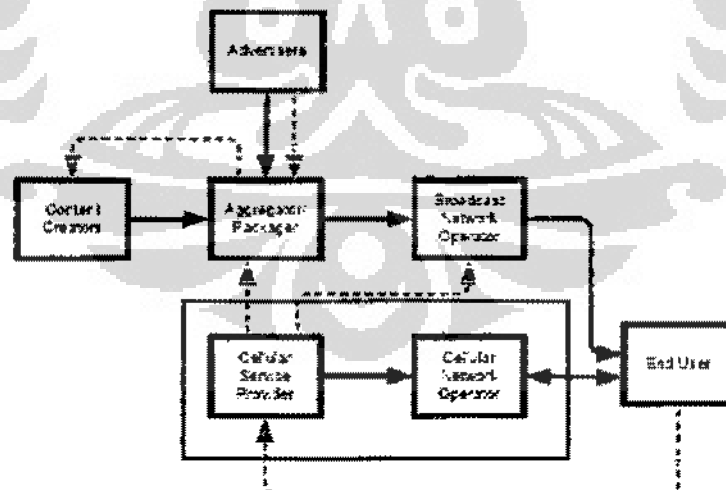 Advertisers
Content
Creators
Aggregator/
Packager
Broadcast
Network
Operator
Cellular
Service
Provider
Cellular
Network
Operator
End User